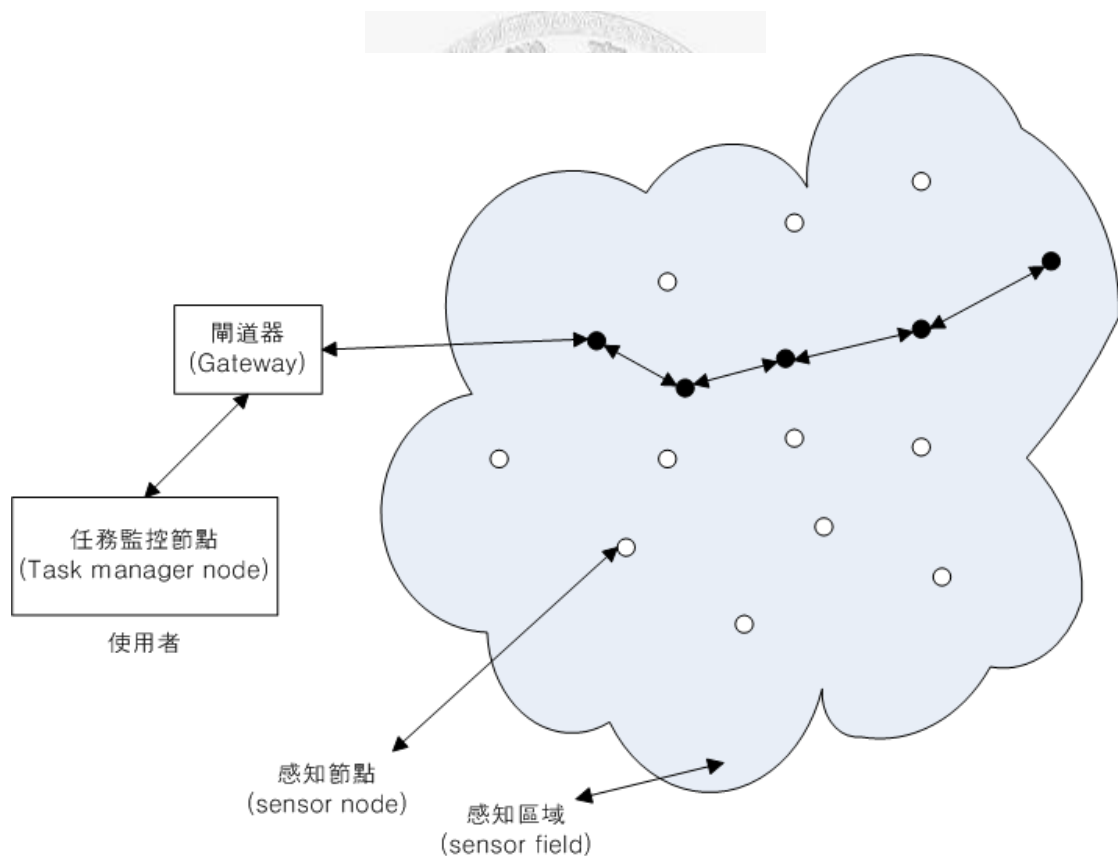 閘道器
(Gateway)
任務監控節點
(Task manager node)
使用者
感知節點
(sensor node)
感知區域
(sensor field)